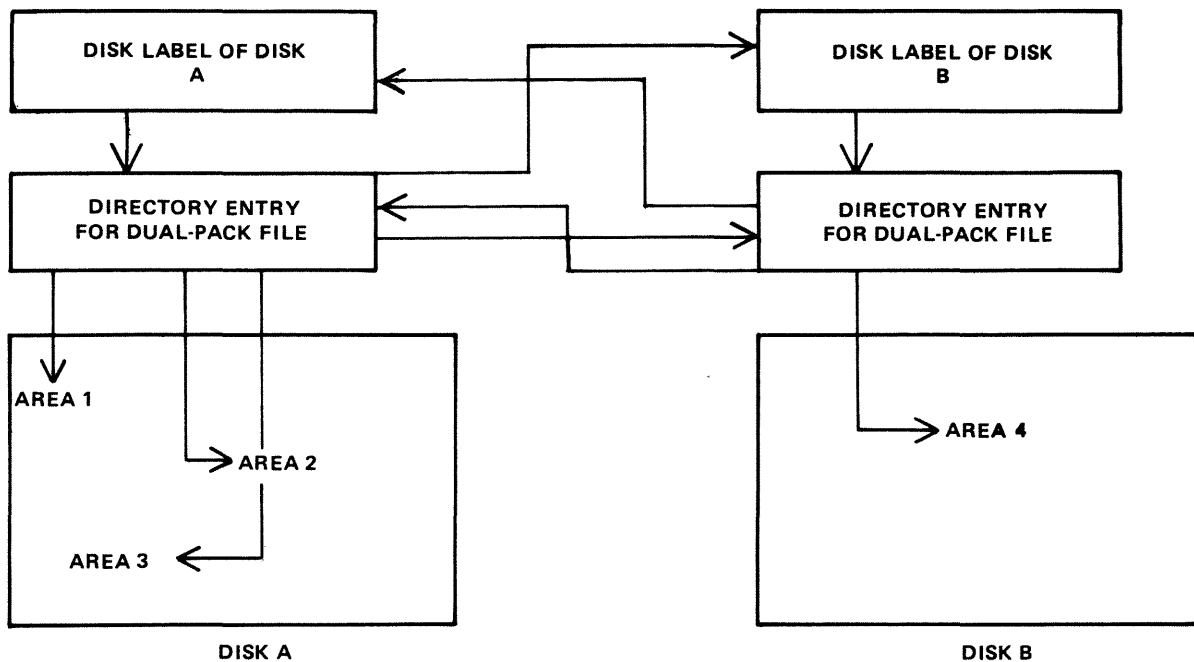 DISK LABEL OF DISK
A
DISK LABEL OF DISK
B
DIRECTORY ENTRY
FOR DUAL-PACK FILE
DIRECTORY ENTRY
FOR DUAL-PACK FILE
AREA 1
AREA 2
AREA 3
AREA 4
DISK A
DISK B